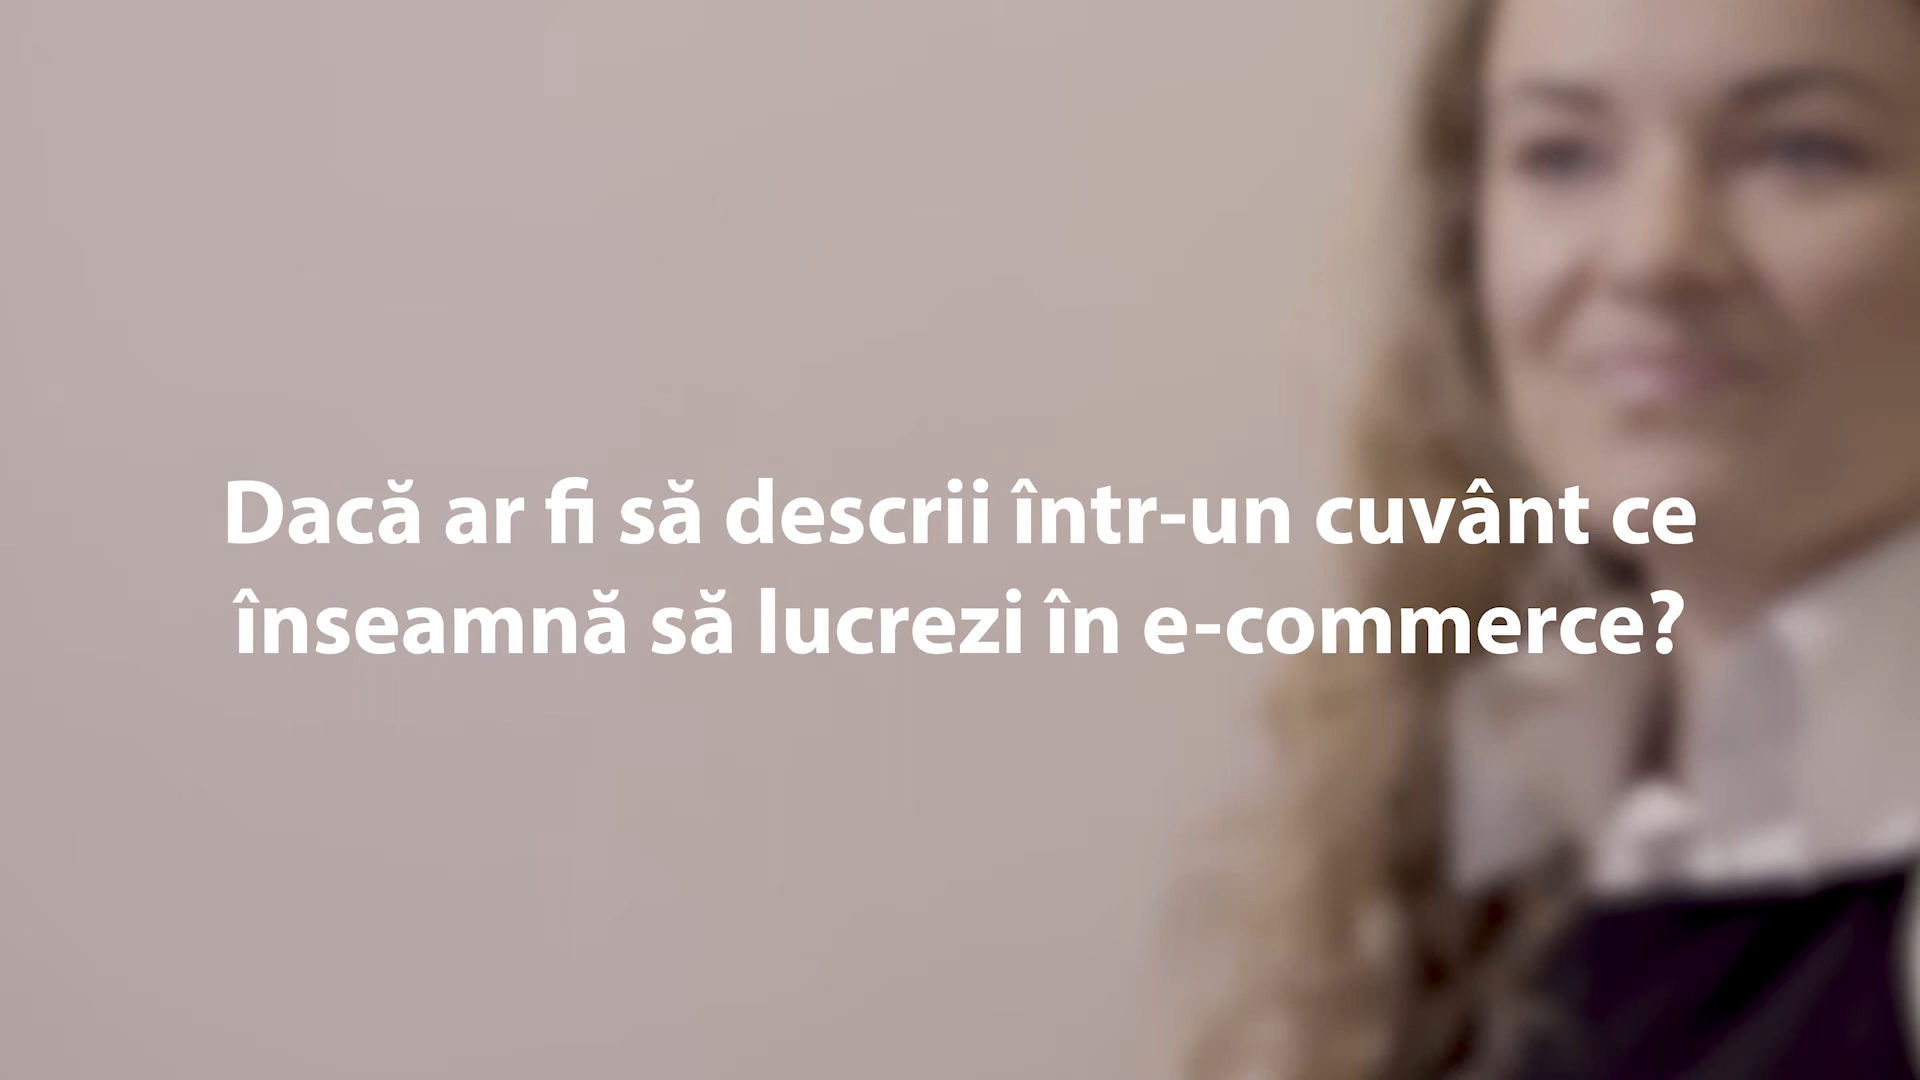 Dacă ar fi să descrii într-un cuvânt ce
înseamnă să lucrezi în e-commerce?